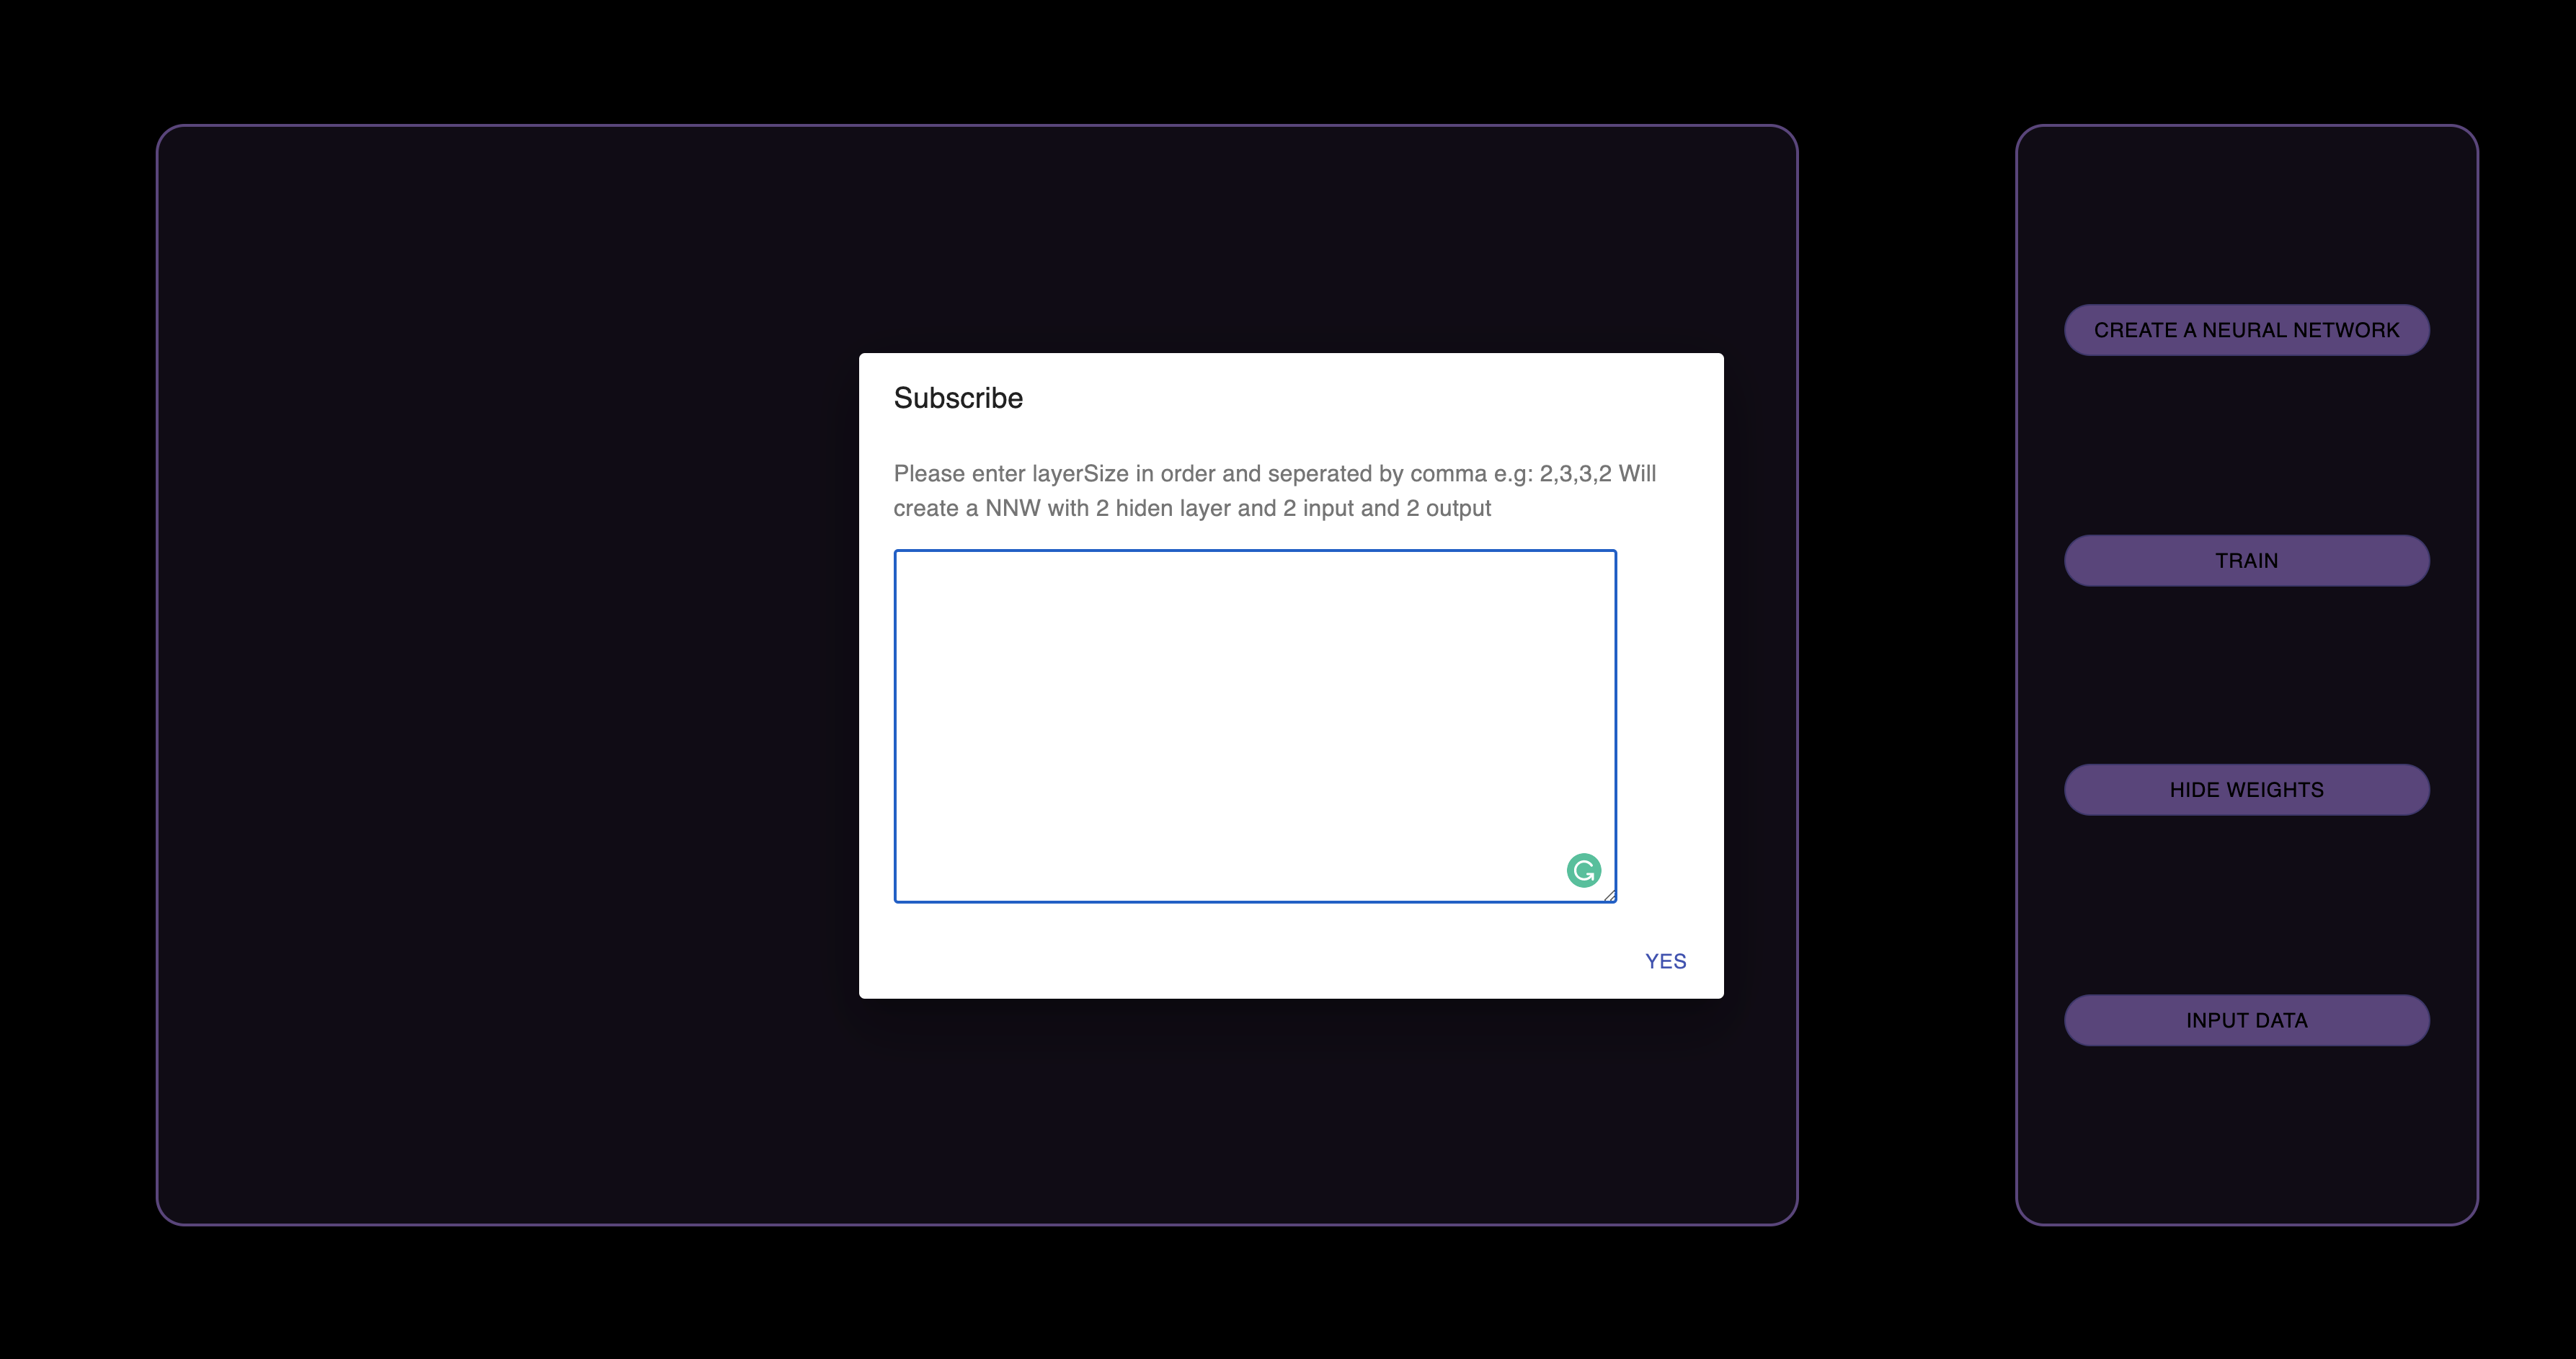 Subscribe
Please enter layerSize in order and seperated by comma e.g: 2,3,3,2 Will
create a NNW with 2 hiden layer and 2 input and 2 output
YES
CREATE A NEURAL NETWORK
TRAIN
HIDE WEIGHTS
INPUT DATA